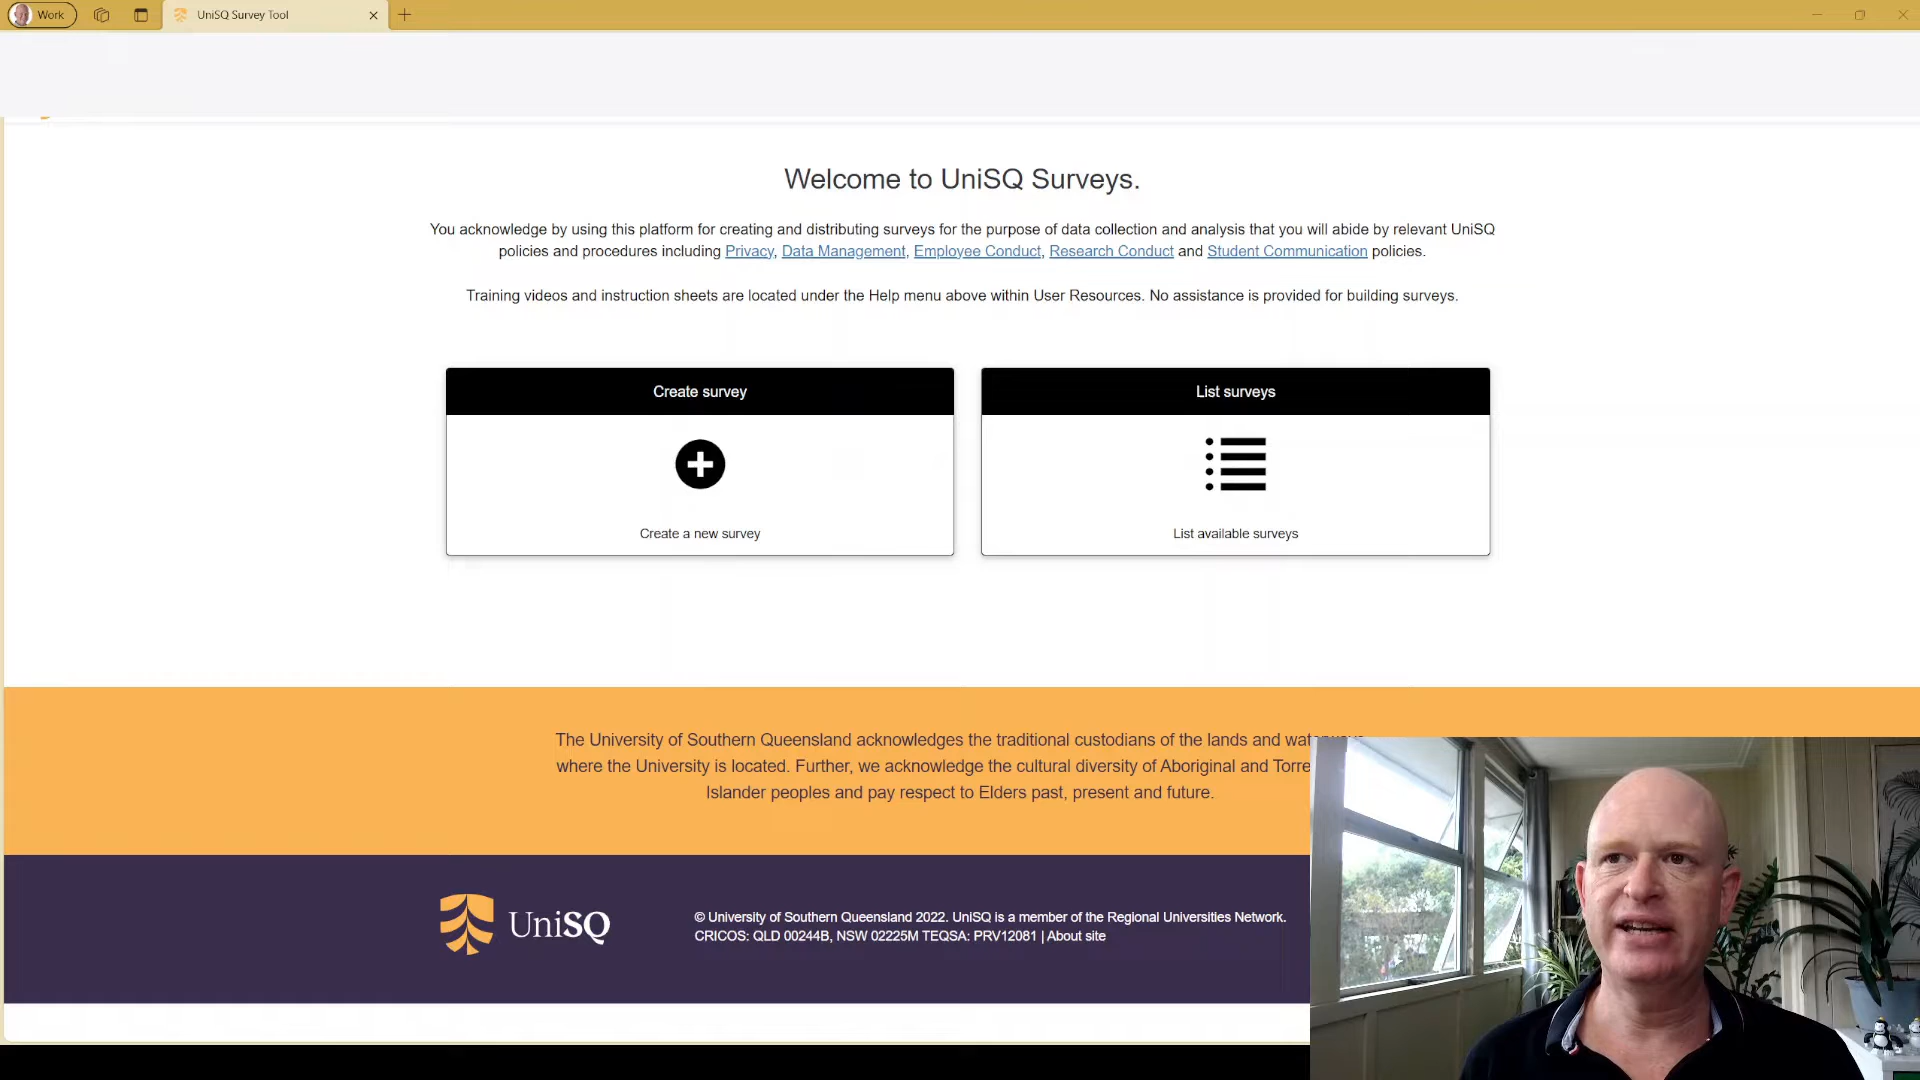 Work
UniSQ Survey Tool
Welcome to UniSQ Surveys.
You acknowledge by using this platform for creating and distributing surveys for the purpose of data collection and analysis that you will abide by relevant UniSQ
policies and procedures including Privacy, Data Management, Employee Conduct, Research Conduct and Student Communication policies.
Training videos and instruction sheets are located under the Help menu above within User Resources. No assistance is provided for building surveys.
Create survey
List surveys
Create a new survey
List available surveys
The University of Southern Queensland acknowledges the traditional custodians of the lands and
where the University is located. Further, we acknowledge the cultural diversity of Aboriginal and
Islander peoples and pay respect to Elders past, present and future.
UniSQ
© University of Southern Queensland 2022. UniSQ is a member of the Regional Universities Network.
CRICOS: QLD 00244B, NSW 02225M TEQSA: PRV12081 | About site